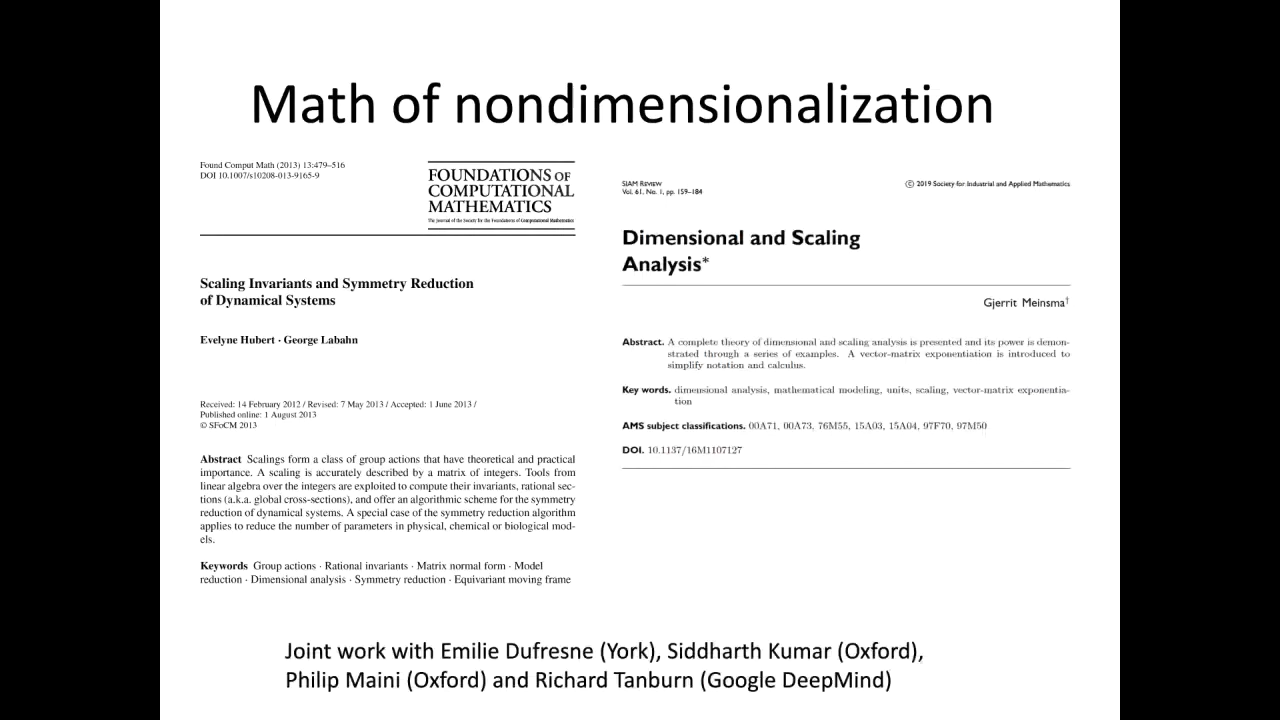 Math of nondimensionalization
Found Comput Math (2013) 13:479–516
DOI 10.1007/s10208-013-9165-9
FOUNDATIONS OF
COMPUTATIONAL
MATHEMATICS
The Journal of the Society for the Foundations of Computational Mathematics
Scaling Invariants and Symmetry Reduction
of Dynamical Systems
Evelyne Hubert · George Labahn
Received: 14 February 2012 / Revised: 7 May 2013 / Accepted: 1 June 2013 /
Published online: 1 August 2013
© SFoCM 2013
Abstract Scalings form a class of group actions that have theoretical and practical
importance. A scaling is accurately described by a matrix of integers. Tools from
linear algebra over the integers are exploited to compute their invariants, rational sec-
tions (a.k.a. global cross-sections), and offer an algorithmic scheme for the symmetry
reduction of dynamical systems. A special case of the symmetry reduction algorithm
applies to reduce the number of parameters in physical, chemical or biological mod-
els.
Keywords Group actions · Rational invariants · Matrix normal form · Model
reduction · Dimensional analysis · Symmetry reduction · Equivariant moving frame
SIAM REVIEW
Vol. 61, No. 1, pp. 159–184
© 2019 Society for Industrial and Applied Mathematics
Dimensional and Scaling
Analysis*
Gjerrit Meinsma†
Abstract. A complete theory of dimensional and scaling analysis is presented and its power is demon-
strated through a series of examples. A vector-matrix exponentiation is introduced to
simplify notation and calculus.
Key words. dimensional analysis, mathematical modeling, units, scaling, vector-matrix exponentia-
tion
AMS subject classifications. 00A71, 00A73, 76M55, 15A03, 15A04, 97F70, 97M50
DOI. 10.1137/16M1107127
Joint work with Emilie Dufresne (York), Siddharth Kumar (Oxford),
Philip Maini (Oxford) and Richard Tanburn (Google DeepMind)